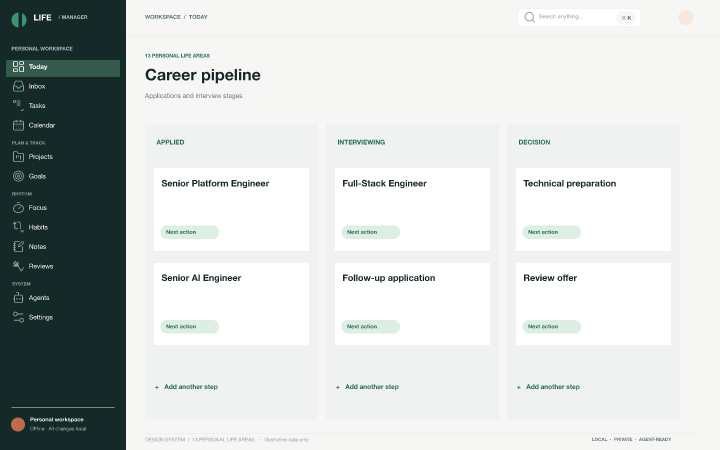 LIFE / MANAGER
PERSONAL WORKSPACE
Today
Inbox
Tasks
Calendar
PLAN & TRACK
Projects
Goals
RHYTHM
Focus
Habits
Notes
Reviews
SYSTEM
Agents
Settings
Personal workspace
Offline · All changes local
WORKSPACE / TODAY
Search anything...
⌘ K
13 PERSONAL LIFE AREAS
Career pipeline
Applications and interview stages
APPLIED
Senior Platform Engineer
Next action
Senior AI Engineer
Next action
+ Add another step
INTERVIEWING
Full-Stack Engineer
Next action
Follow-up application
Next action
+ Add another step
DECISION
Technical preparation
Next action
Review offer
Next action
+ Add another step
DESIGN SYSTEM / 13 PERSONAL LIFE AREAS · Illustrative data only
LOCAL · PRIVATE · AGENT-READY